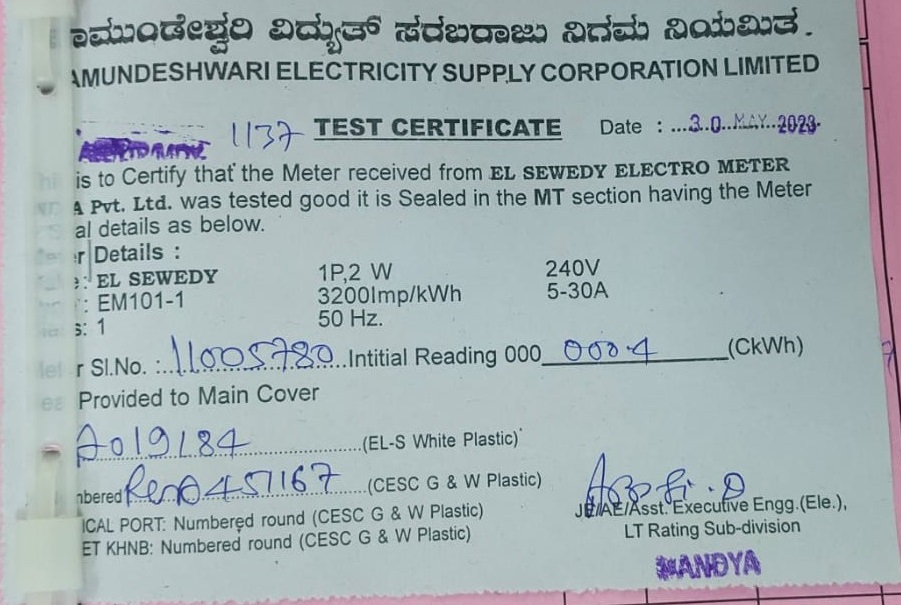 ಾಮುಂಡೇಶ್ವರಿ ವಿದ್ಯುತ್ ಸರಬರಾಜು ನಿಗಮ ನಿಯಮಿತ.
AMUNDESHWARI ELECTRICITY SUPPLY CORPORATION LIMITED
1137 TEST CERTIFICATE Date : ...30 MAY 2023
is to Certify that the Meter received from EL SEWEDY ELECTRO METER
A Pvt. Ltd. was tested good it is Sealed in the MT section having the Meter
al details as below.
r Details :
e: EL SEWEDY 1P,2 W 240V
: EM101-1 3200Imp/kWh 5-30A
s: 1 50 Hz.
r Sl.No. :..11005780...Intitial Reading 000 0004 (CkWh)
Provided to Main Cover
A019184 (EL-S White Plastic)
nbered 0451167 (CESC G & W Plastic)
ICAL PORT: Numbered round (CESC G & W Plastic)
ET KHNB: Numbered round (CESC G & W Plastic)
JE/AE/Asst. Executive Engg.(Ele.),
LT Rating Sub-division
MANDYA